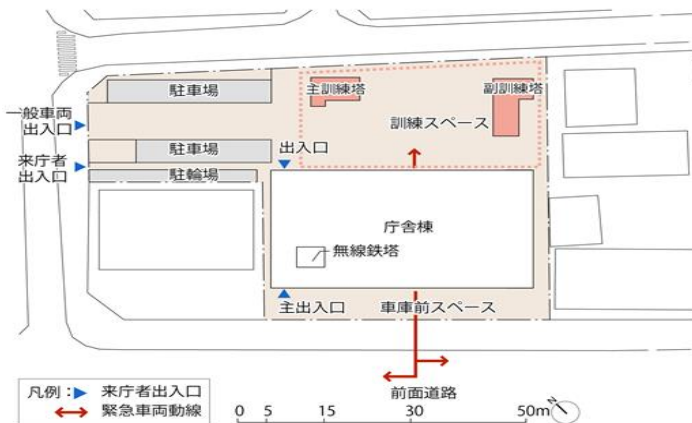 駐車場
主訓練塔
副訓練塔
一般車両
出入口
訓練スペース
駐車場
出入口
来庁者
出入口
駐輪場
庁舎棟
無線鉄塔
主出入口
車庫前スペース
前面道路
凡例：
来庁者出入口
緊急車両動線
0 5 15 30 50m
N